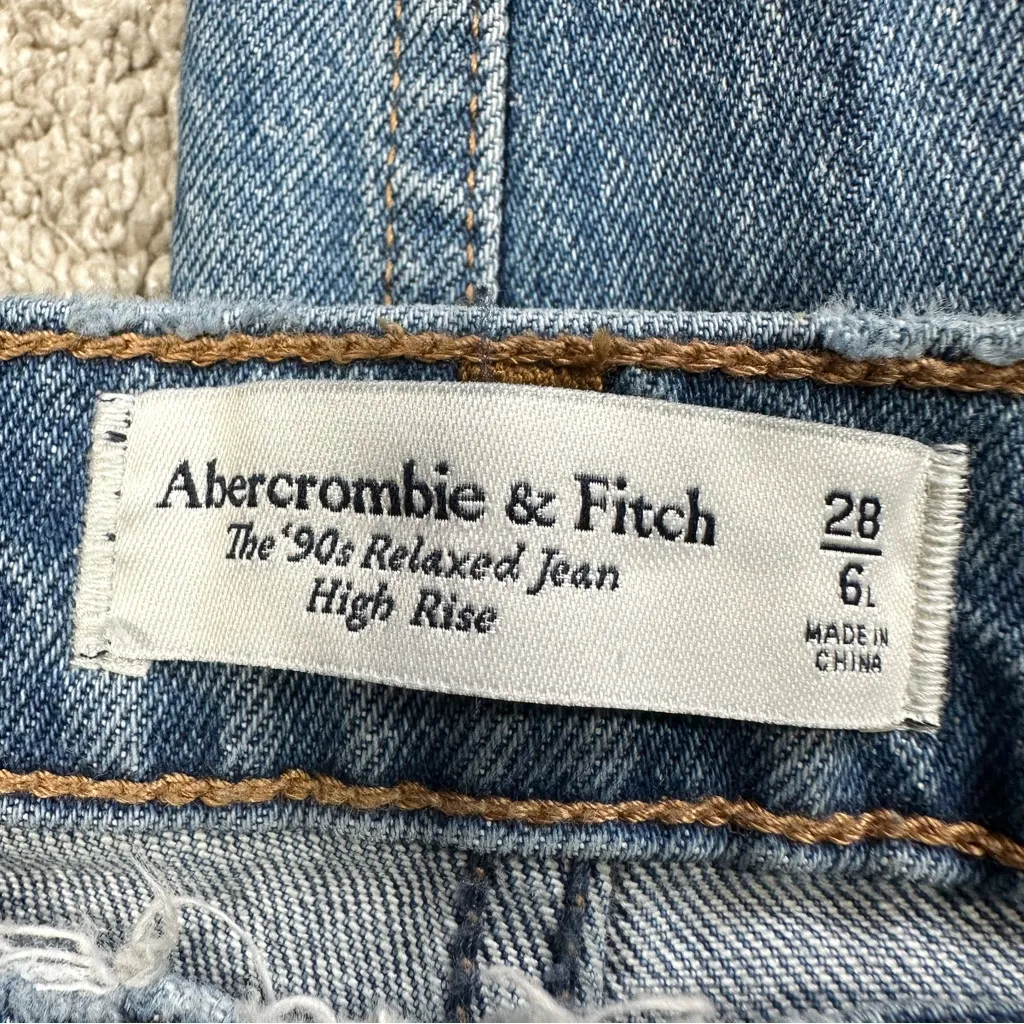 Abercrombie & Fitch
The '90s Relaxed Jean
High Rise
28
6L
MADE IN
CHINA